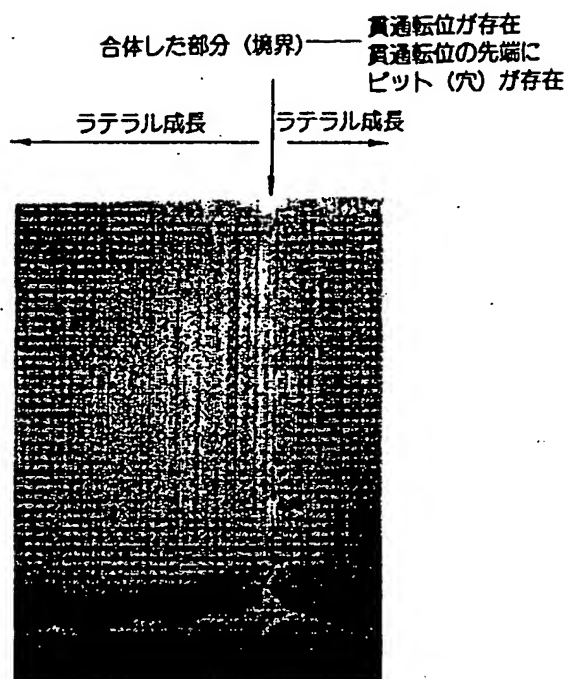 合体した部分（境界）
貫通転位が存在
貫通転位の先端に
ピット（穴）が存在
ラテラル成長
ラテラル成長